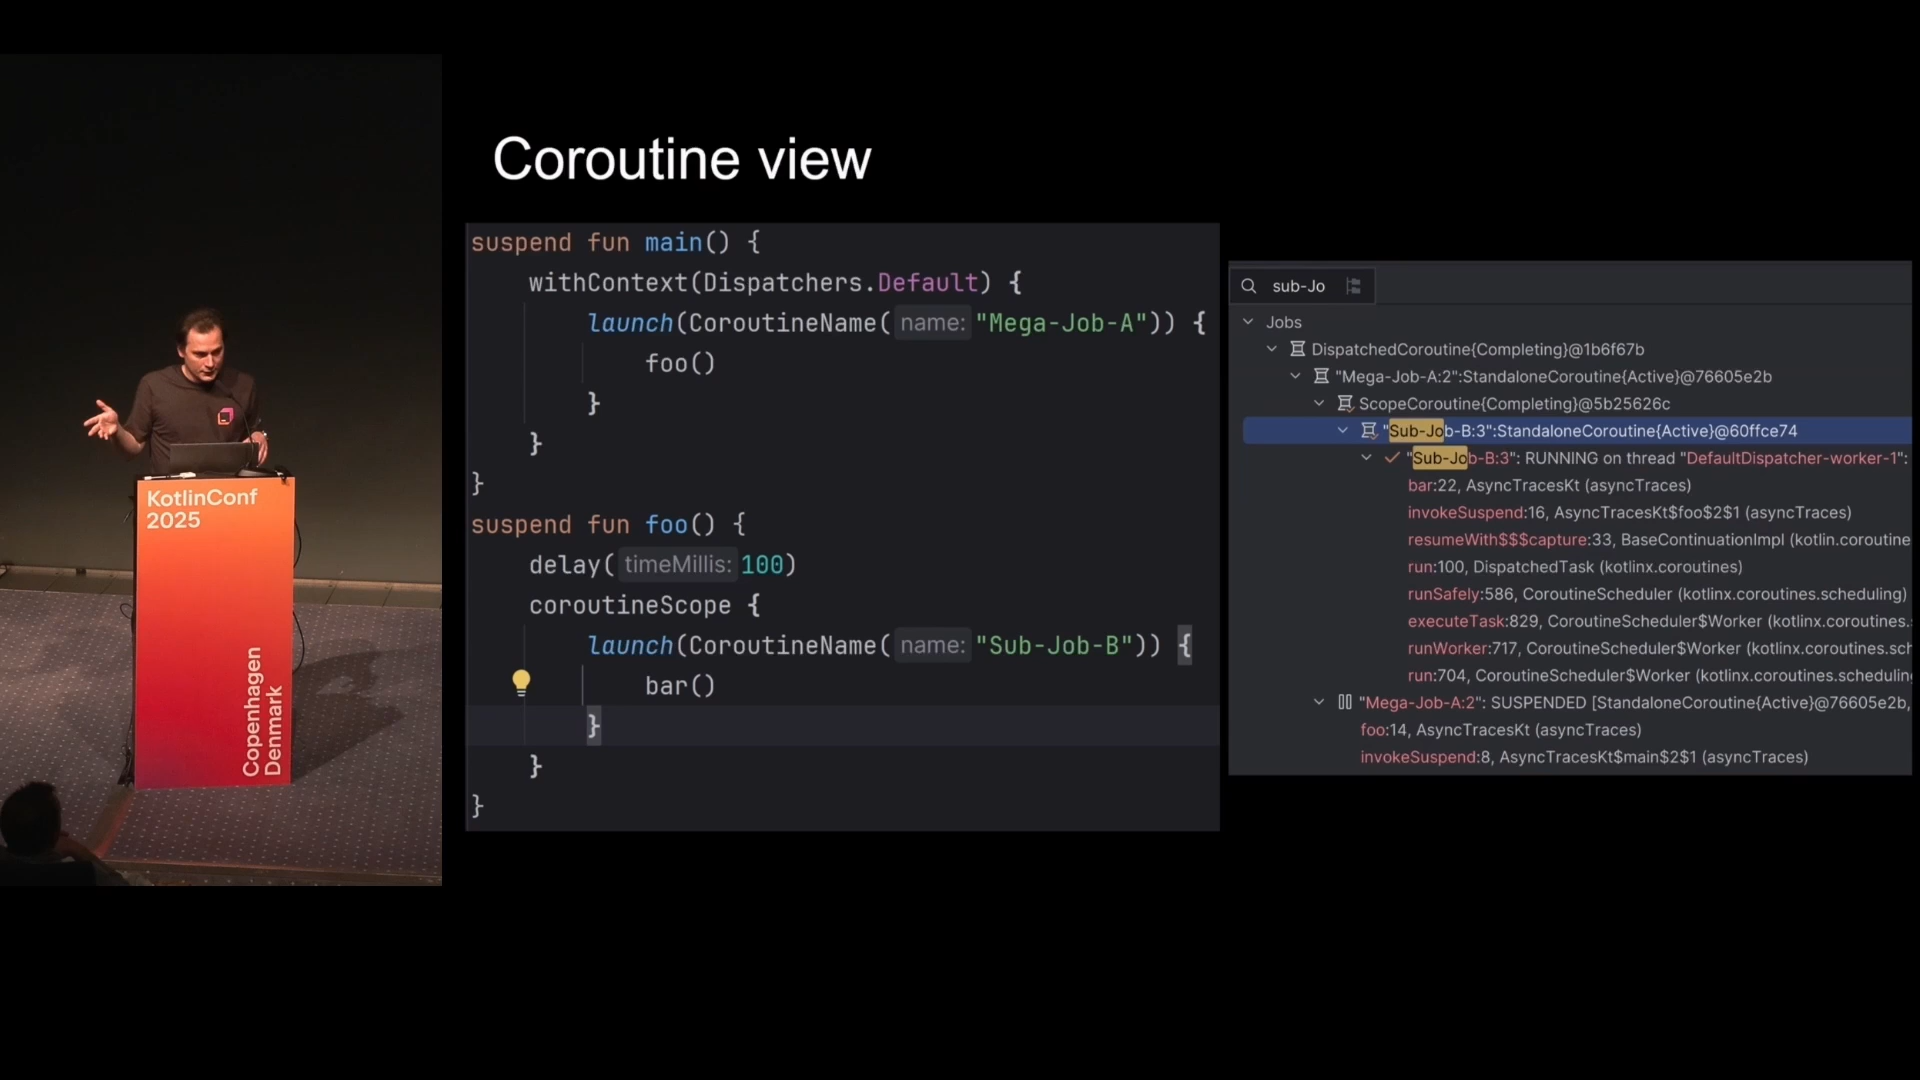 Coroutine view
suspend fun main() {
withContext(Dispatchers.Default) {
launch(CoroutineName( name: "Mega-Job-A")) {
foo()
}
}
}
suspend fun foo() {
delay( timeMillis: 100)
coroutineScope {
launch(CoroutineName( name: "Sub-Job-B")) {
bar()
}
}
}
sub-Jo
Jobs
DispatchedCoroutine{Completing}@1b6f67b
"Mega-Job-A:2":StandaloneCoroutine{Active}@76605e2b
ScopeCoroutine{Completing}@5b25626c
"Sub-Job-B:3":StandaloneCoroutine{Active}@60ffce74
"Sub-Job-B:3": RUNNING on thread "DefaultDispatcher-worker-1":
bar:22, AsyncTracesKt (asyncTraces)
invokeSuspend:16, AsyncTracesKt$foo$2$1 (asyncTraces)
resumeWith$$$capture:33, BaseContinuationImpl (kotlin.coroutine
run:100, DispatchedTask (kotlinx.coroutines)
runSafely:586, CoroutineScheduler (kotlinx.coroutines.scheduling)
executeTask:829, CoroutineScheduler$Worker (kotlinx.coroutines.
runWorker:717, CoroutineScheduler$Worker (kotlinx.coroutines.sch
run:704, CoroutineScheduler$Worker (kotlinx.coroutines.scheduling
"Mega-Job-A:2": SUSPENDED [StandaloneCoroutine{Active}@76605e2b,
foo:14, AsyncTracesKt (asyncTraces)
invokeSuspend:8, AsyncTracesKt$main$2$1 (asyncTraces)
KotlinConf
2025
Copenhagen
Denmark